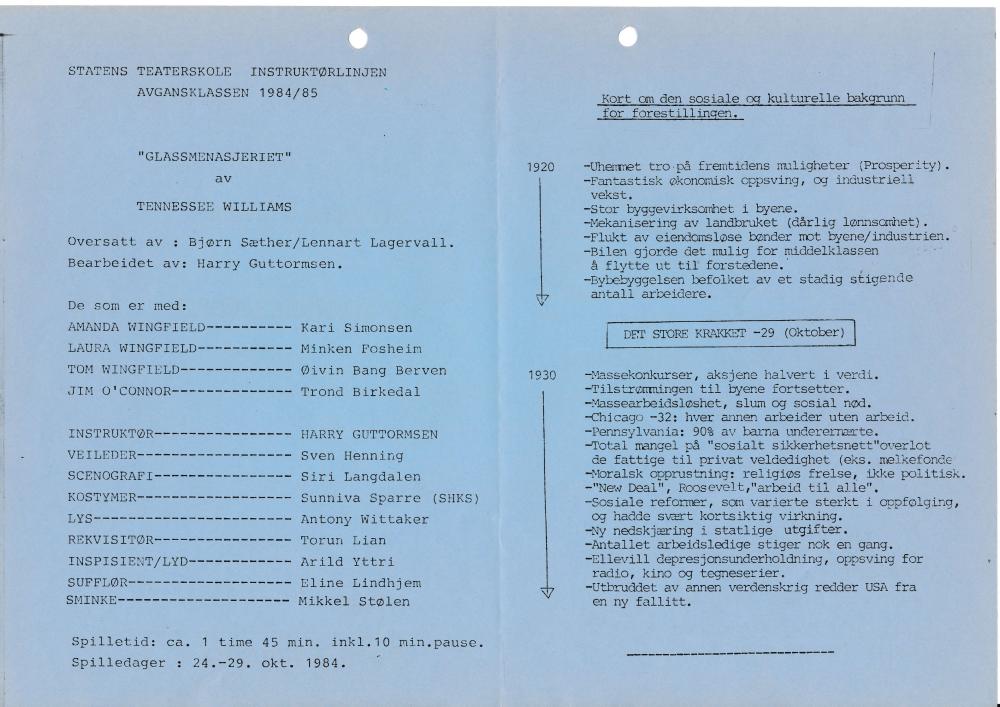 STATENS TEATERSKOLE INSTRUKTØRLINJEN
AVGANSKLASSEN 1984/85
"GLASSMENASJERIET"
av
TENNESSEE WILLIAMS
Oversatt av : Bjørn Sæther/Lennart Lagervall.
Bearbeidet av: Harry Guttormsen.
De som er med:
AMANDA WINGFIELD---------- Kari Simonsen
LAURA WINGFIELD----------- Minken Fosheim
TOM WINGFIELD------------- Øivin Bang Berven
JIM O'CONNOR-------------- Trond Birkedal
INSTRUKTØR---------------- HARRY GUTTORMSEN
VEILEDER------------------ Sven Henning
SCENOGRAFI---------------- Siri Langdalen
KOSTYMER------------------ Sunniva Sparre (SHKS)
LYS----------------------- Antony Wittaker
REKVISITØR---------------- Torun Lian
INSPISIENT/LYD------------ Arild Yttri
SUFFLØR------------------- Eline Lindhjem
SMINKE-------------------- Mikkel Stølen
Spilletid: ca. 1 time 45 min. inkl.10 min.pause.
Spilledager : 24.-29. okt. 1984.
Kort om den sosiale og kulturelle bakgrunn
for forestillingen.
1920 -Uhemmet tro på fremtidens muligheter (Prosperity).
-Fantastisk økonomisk oppsving, og industriell
vekst.
-Stor byggevirksomhet i byene.
-Mekanisering av landbruket (dårlig lønnsomhet).
-Flukt av eiendomsløse bønder mot byene/industrien.
-Bilen gjorde det mulig for middelklassen
å flytte ut til forstedene.
-Bybebyggelsen befolket av et stadig stigende
antall arbeidere.
DET STORE KRAKKET -29 (Oktober)
1930 -Massekonkurser, aksjene halvert i verdi.
-Tilstrømningen til byene fortsetter.
-Massearbeidsløshet, slum og sosial nød.
-Chicago -32: hver annen arbeider uten arbeid.
-Pennsylvania: 90% av barna underernærte.
-Total mangel på "sosialt sikkerhetsnett"overlot
de fattige til privat veldedighet (eks. melkefonde
-Moralsk opprustning: religiøs frelse, ikke politisk.
-"New Deal", Roosevelt,"arbeid til alle".
-Sosiale reformer, som varierte sterkt i oppfølging,
og hadde svært kortsiktig virkning.
-Ny nedskjæring i statlige utgifter.
-Antallet arbeidsledige stiger nok en gang.
-Ellevill depresjonsunderholdning, oppsving for
radio, kino og tegneserier.
-Utbruddet av annen verdenskrig redder USA fra
en ny fallitt.